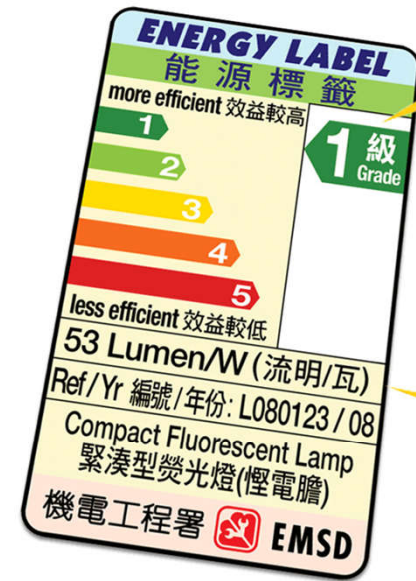 ENERGY LABEL
能源標籤
more efficient 效益較高
1
2
3
4
5
1級
Grade
less efficient 效益較低
53 Lumen/W (流明/瓦)
Ref/Yr 編號/年份: L080123 / 08
Compact Fluorescent Lamp
緊湊型熒光燈(慳電膽)
機電工程署 EMSD